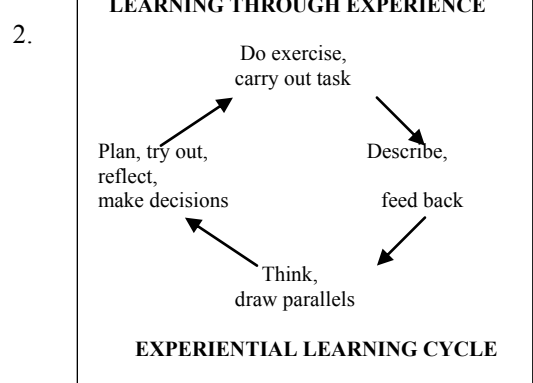 LEARNING THROUGH EXPERIENCE
2.
Do exercise,
carry out task
Plan, try out,
reflect,
make decisions
Describe,
feed back
Think,
draw parallels
EXPERIENTIAL LEARNING CYCLE